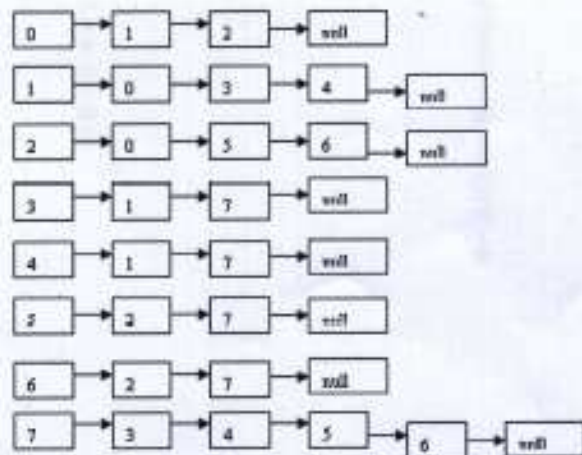 0 1 2 null
1 0 3 4 null
2 0 5 6 null
3 1 7 null
4 1 7 null
5 2 7 null
6 2 7 null
7 3 4 5 6 null